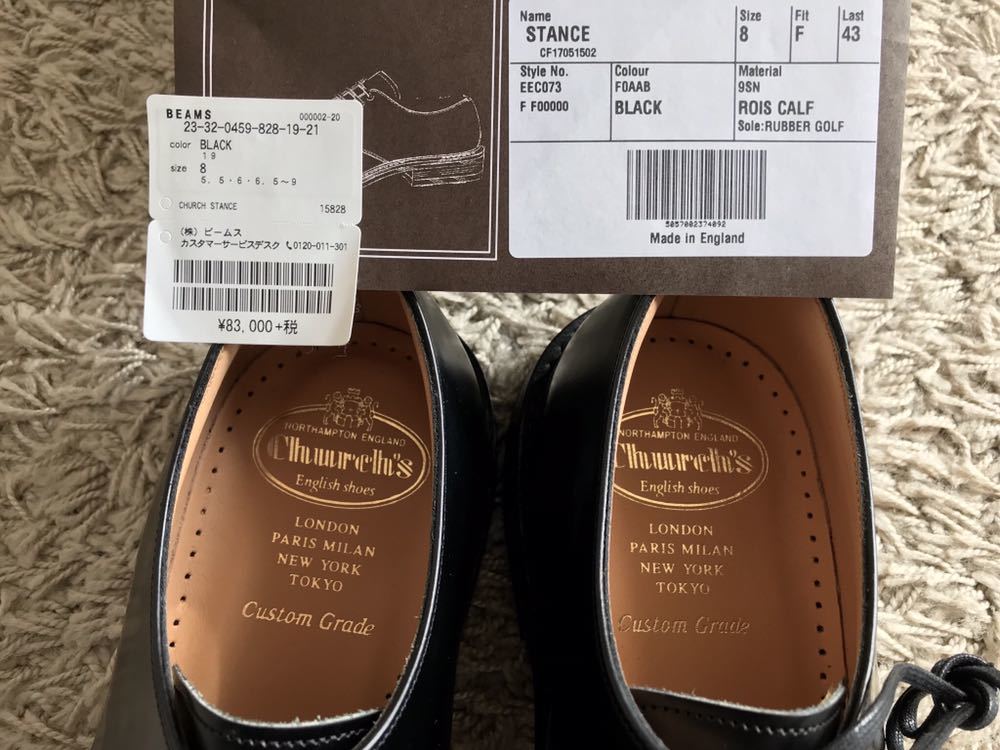 Name
STANCE
CF17051502
Size
8
Fit
F
Last
43
Style No.
EEC073
F F00000
Colour
F0AAB
BLACK
Material
9SN
ROIS CALF
Sole:RUBBER GOLF
5057002374092
Made in England
BEAMS
000002-20
23-32-0459-828-19-21
color BLACK
19
size 8
5. 5・6・6. 5～9
CHURCH STANCE 15828
(株) ビームス
カスタマーサービスデスク 0120-011-301
¥83,000+税
NORTHAMPTON ENGLAND
Church's
English shoes
LONDON
PARIS MILAN
NEW YORK
TOKYO
Custom Grade
NORTHAMPTON ENGLAND
Church's
English shoes
LONDON
PARIS MILAN
NEW YORK
TOKYO
Custom Grade